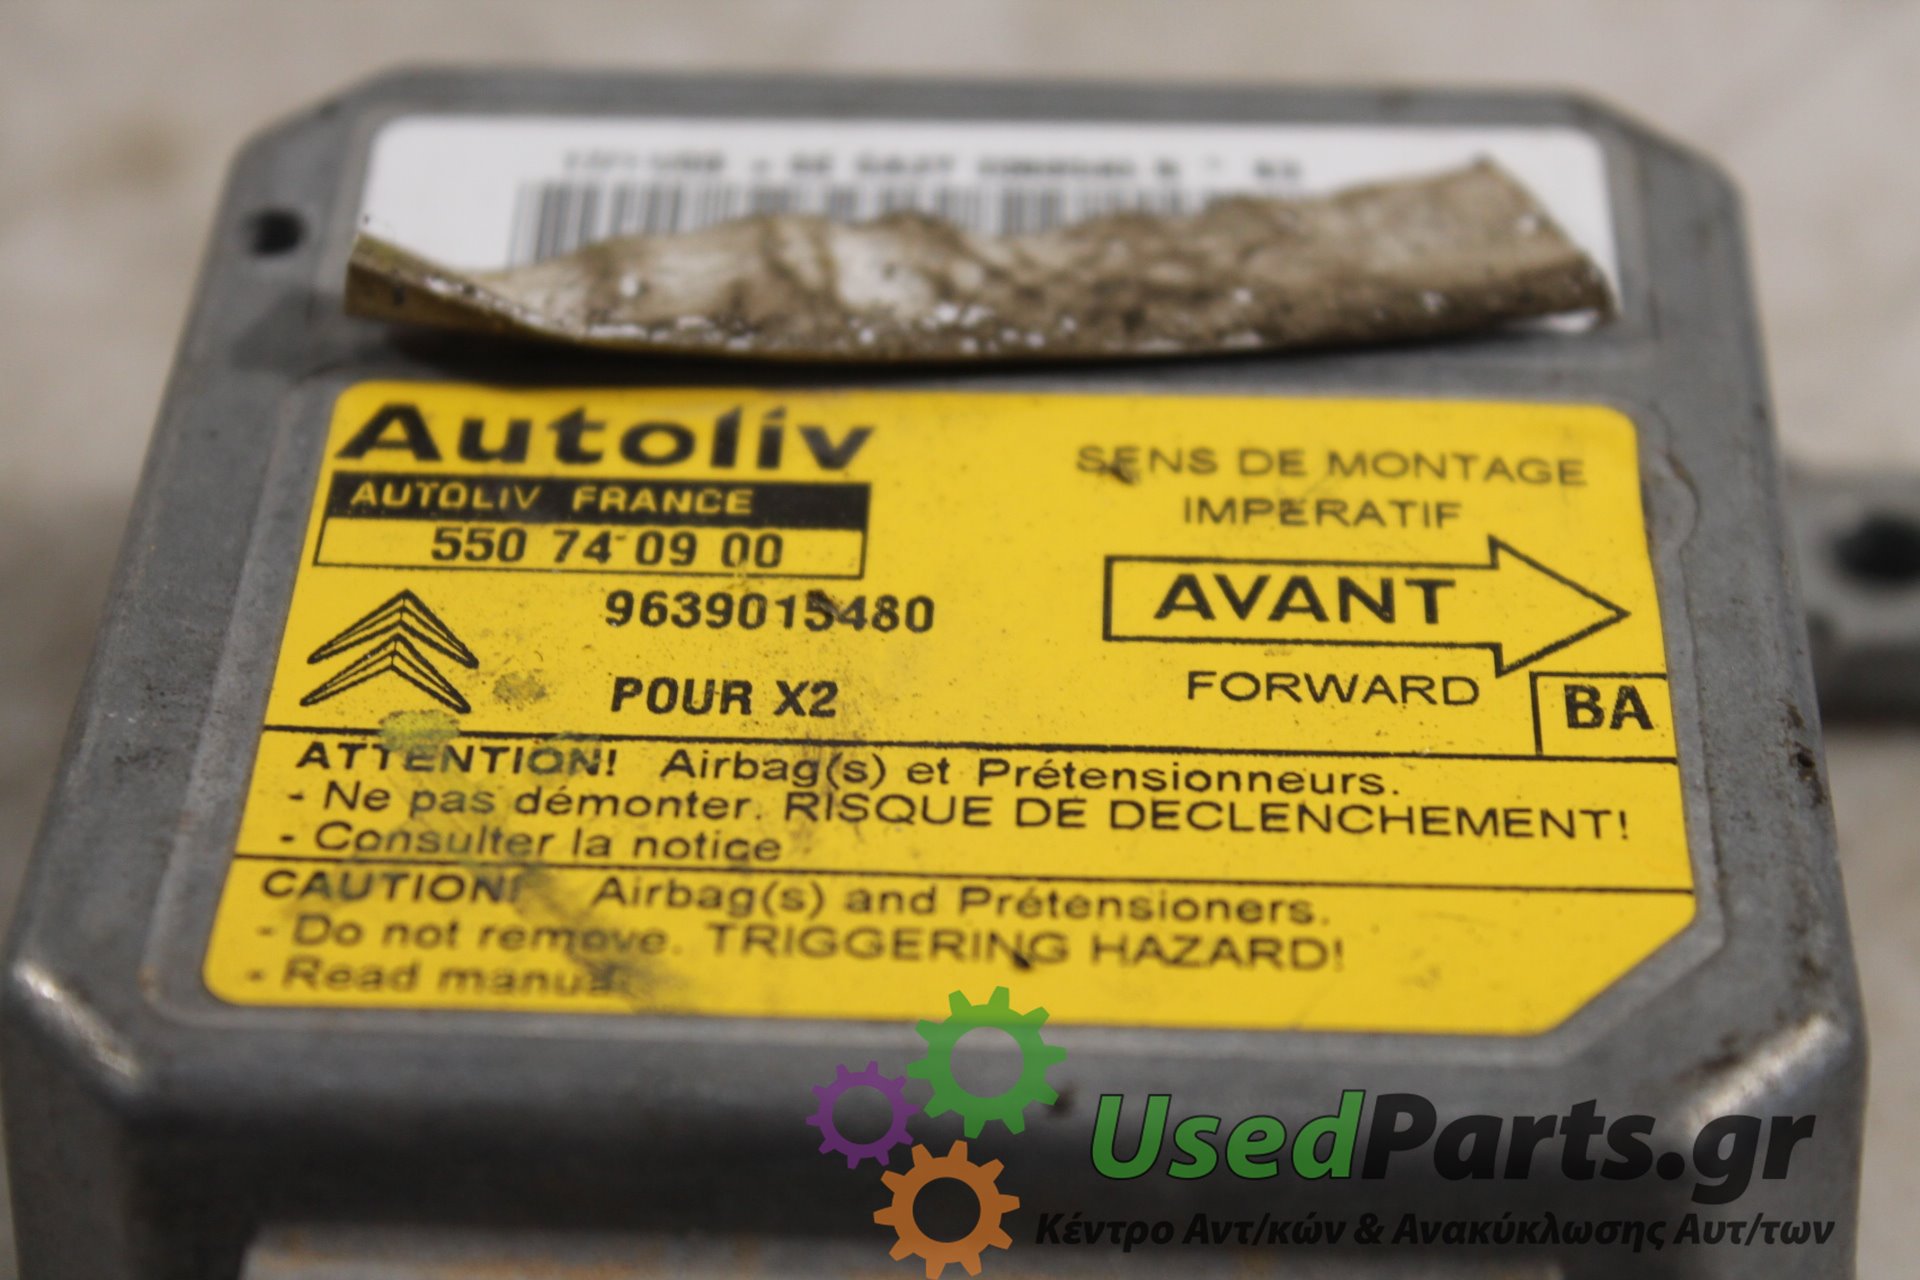 Autoliv
AUTOLIV FRANCE
550 74 09 00
9639015480
POUR X2
SENS DE MONTAGE
IMPERATIF
AVANT
FORWARD
BA
ATTENTION! Airbag(s) et Prétensionneurs.
- Ne pas démonter. RISQUE DE DECLENCHEMENT!
- Consulter la notice
CAUTION! Airbag(s) and Prétensioners.
- Do not remove. TRIGGERING HAZARD!
- Read manual
UsedParts.gr
Κέντρο Αντ/κών & Ανακύκλωσης Αυτ/των